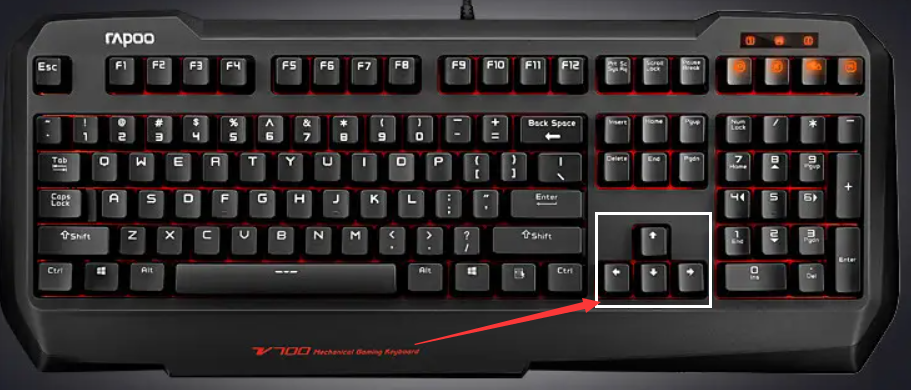 rapoo
Esc F1 F2 F3 F4 F5 F6 F7 F8 F9 F10 F11 F12 Prt Sc Sys Rq Scroll Lock Pause Break
~ ! @ # $ % ^ & * ( ) _ + Back Space Insert Home PgUp Num Lock / * -
` 1 2 3 4 5 6 7 8 9 0 - =
Tab Q W E R T Y U I O P { } | Delete End PgDn 7 8 9 +
[ ] \ Home PgUp
Caps Lock A S D F G H J K L : " Enter 4 5 6
; '
Shift Z X C V B N M < > ? Shift 1 2 3 Enter
, . / End PgDn
Ctrl Alt Alt Ctrl 0 .
Ins Del
V700 Mechanical Gaming Keyboard